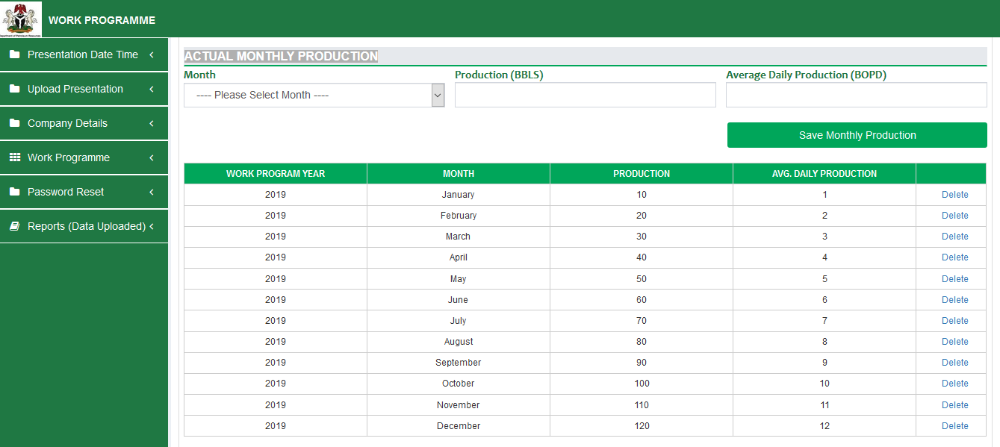 WORK PROGRAMME
Department of Petroleum Resources
Presentation Date Time
Upload Presentation
Company Details
Work Programme
Password Reset
Reports (Data Uploaded)
ACTUAL MONTHLY PRODUCTION
Month Production (BBLS) Average Daily Production (BOPD)
---- Please Select Month ----
Save Monthly Production
WORK PROGRAM YEAR MONTH PRODUCTION AVG. DAILY PRODUCTION
2019 January 10 1 Delete
2019 February 20 2 Delete
2019 March 30 3 Delete
2019 April 40 4 Delete
2019 May 50 5 Delete
2019 June 60 6 Delete
2019 July 70 7 Delete
2019 August 80 8 Delete
2019 September 90 9 Delete
2019 October 100 10 Delete
2019 November 110 11 Delete
2019 December 120 12 Delete